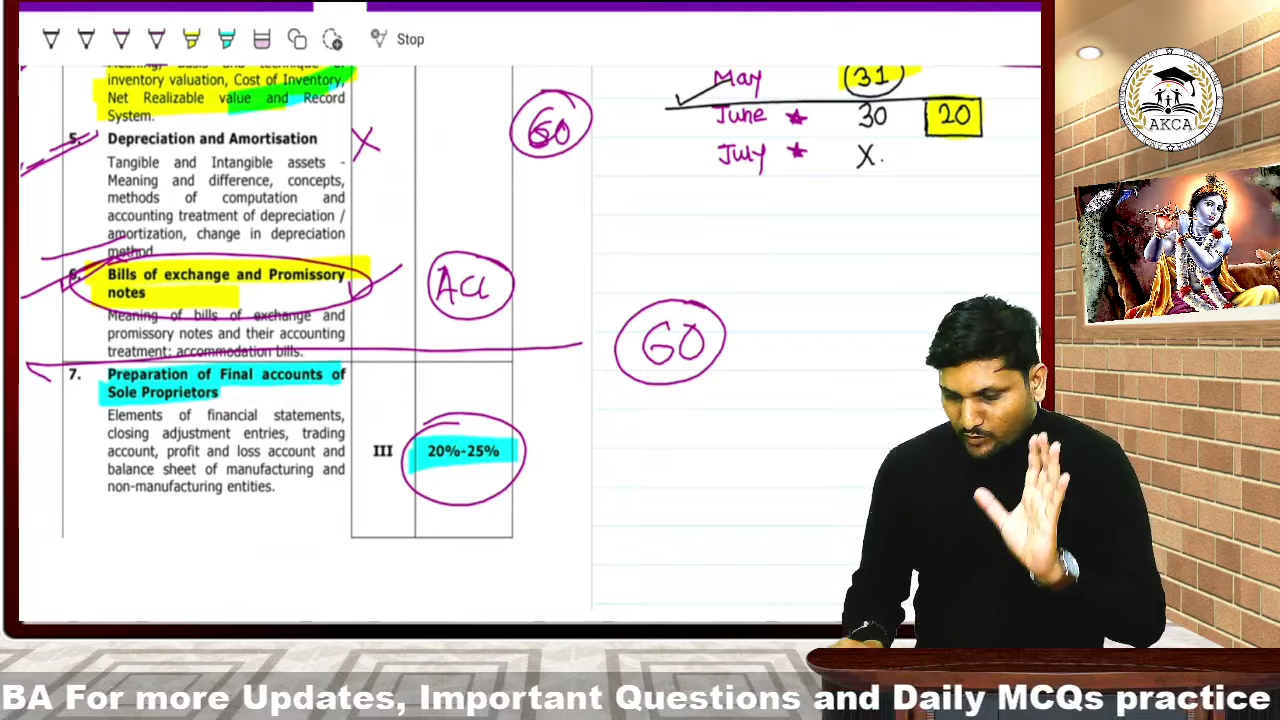 Stop
Meaning, Basis and technique of
inventory valuation, Cost of Inventory,
Net Realizable value and Record
System.
5. Depreciation and Amortisation
Tangible and Intangible assets -
Meaning and difference, concepts,
methods of computation and
accounting treatment of depreciation /
amortization, change in depreciation
method.
60
6. Bills of exchange and Promissory
notes
Meaning of bills of exchange and
promissory notes and their accounting
treatment; accommodation bills.
7. Preparation of Final accounts of
Sole Proprietors
Elements of financial statements,
closing adjustment entries, trading
account, profit and loss account and
balance sheet of manufacturing and
non-manufacturing entities.
III 20%-25%
May 31
June ★ 30 20
July ★ X.
60
AKCA
BA For more Updates, Important Questions and Daily MCQs practice